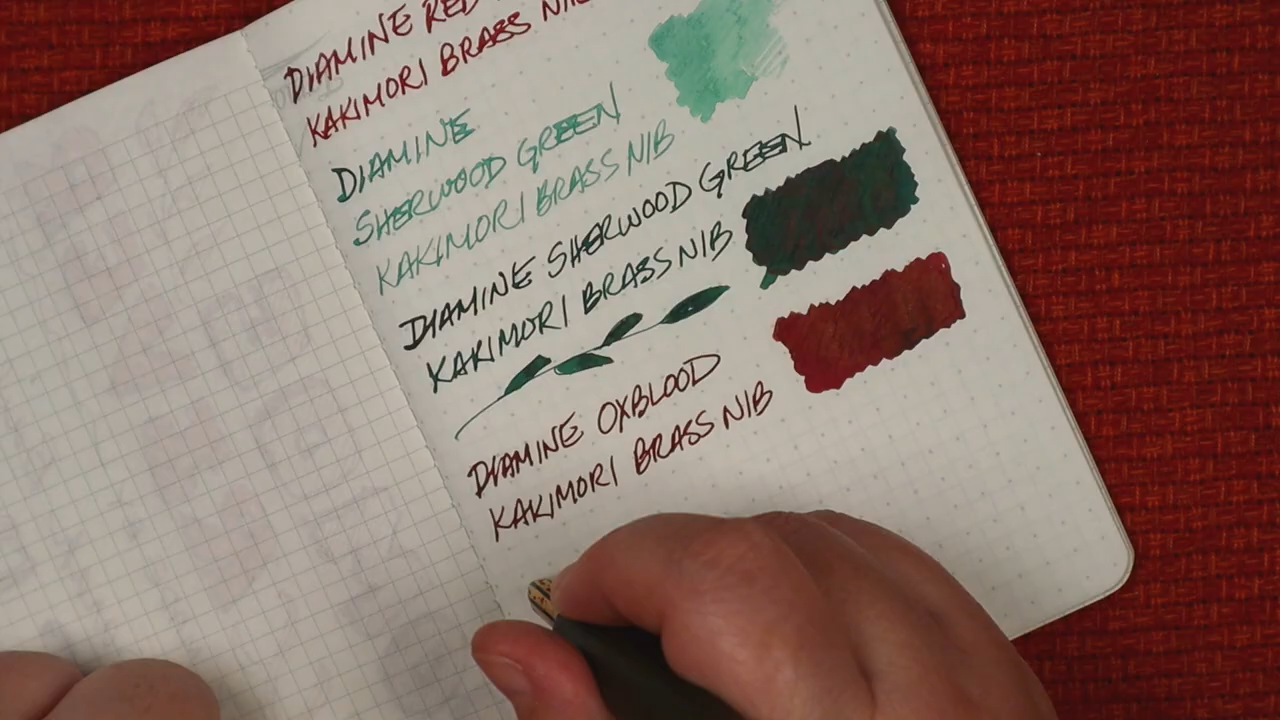 DIAMINE RED
KAKIMORI BRASS NIB
DIAMINE
SHERWOOD GREEN
KAKIMORI BRASS NIB
DIAMINE SHERWOOD GREEN
KAKIMORI BRASS NIB
DIAMINE OXBLOOD
KAKIMORI BRASS NIB